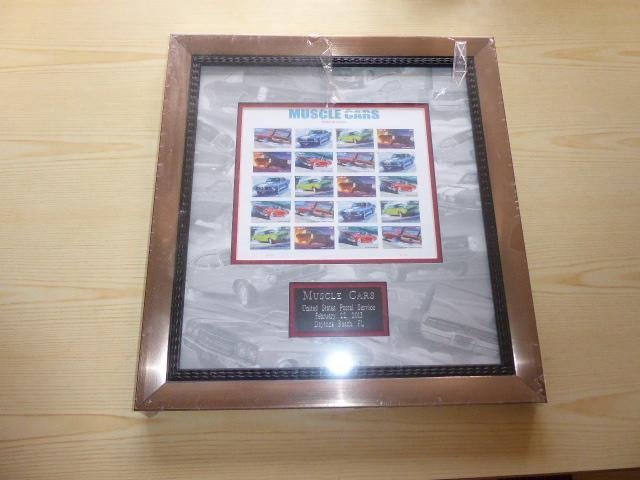 MUSCLE CARS
MUSCLE CARS
United States Postal Service
February 22, 2013
Daytona Beach, FL